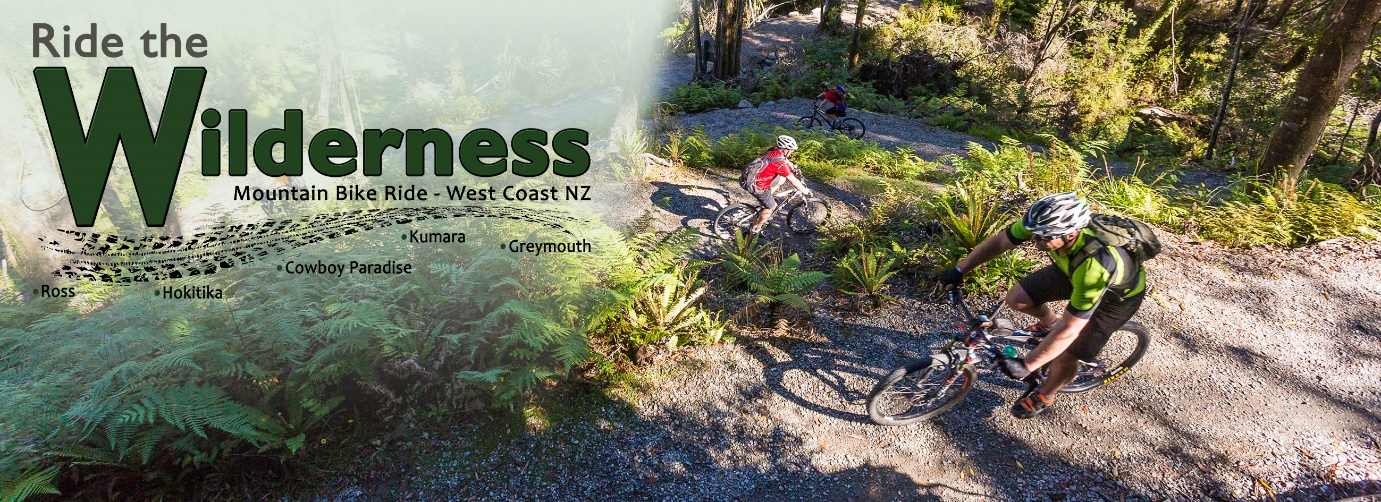 Ride the
Wilderness
Mountain Bike Ride - West Coast NZ
• Kumara
• Greymouth
• Cowboy Paradise
• Ross
• Hokitika